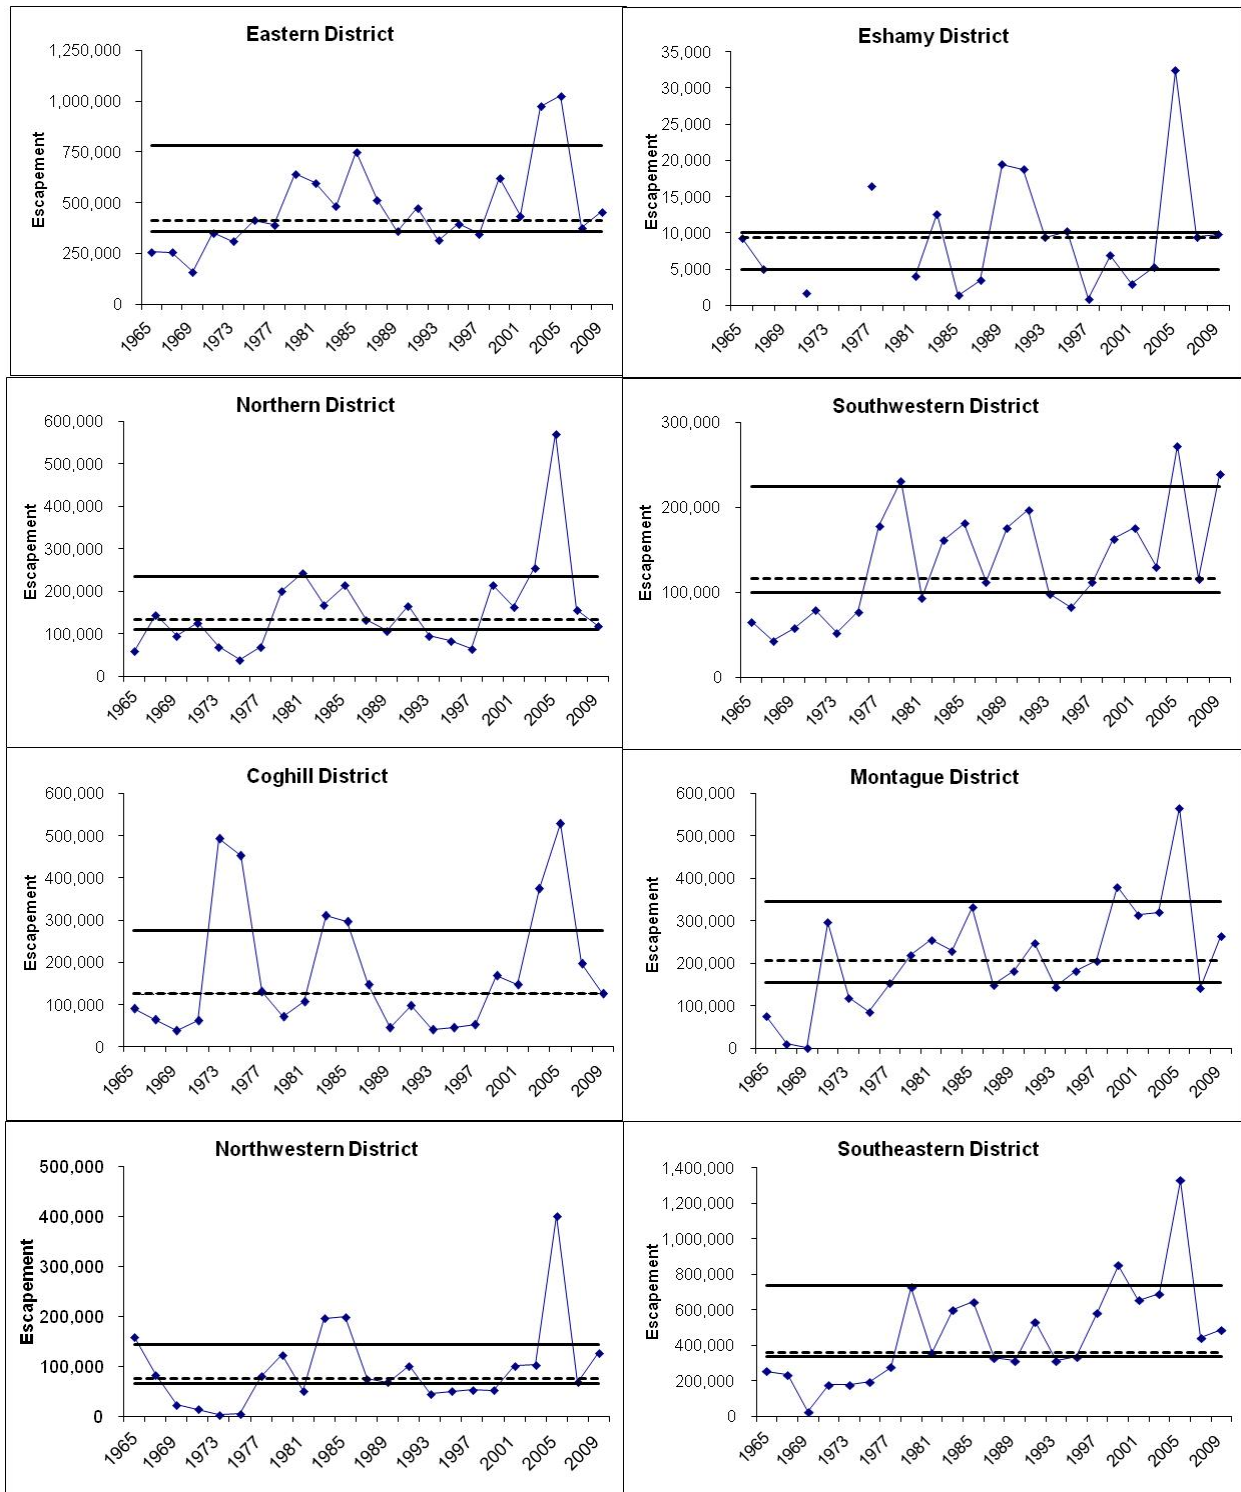 Eastern District
Escapement
1,250,000
1,000,000
750,000
500,000
250,000
0
1965 1969 1973 1977 1981 1985 1989 1993 1997 2001 2005 2009
Eshamy District
Escapement
35,000
30,000
25,000
20,000
15,000
10,000
5,000
0
1965 1969 1973 1977 1981 1985 1989 1993 1997 2001 2005 2009
Northern District
Escapement
600,000
500,000
400,000
300,000
200,000
100,000
0
1965 1969 1973 1977 1981 1985 1989 1993 1997 2001 2005 2009
Southwestern District
Escapement
300,000
200,000
100,000
0
1965 1969 1973 1977 1981 1985 1989 1993 1997 2001 2005 2009
Coghill District
Escapement
600,000
500,000
400,000
300,000
200,000
100,000
0
1965 1969 1973 1977 1981 1985 1989 1993 1997 2001 2005 2009
Montague District
Escapement
600,000
500,000
400,000
300,000
200,000
100,000
0
1965 1969 1973 1977 1981 1985 1989 1993 1997 2001 2005 2009
Northwestern District
Escapement
500,000
400,000
300,000
200,000
100,000
0
1965 1969 1973 1977 1981 1985 1989 1993 1997 2001 2005 2009
Southeastern District
Escapement
1,400,000
1,200,000
1,000,000
800,000
600,000
400,000
200,000
0
1965 1969 1973 1977 1981 1985 1989 1993 1997 2001 2005 2009